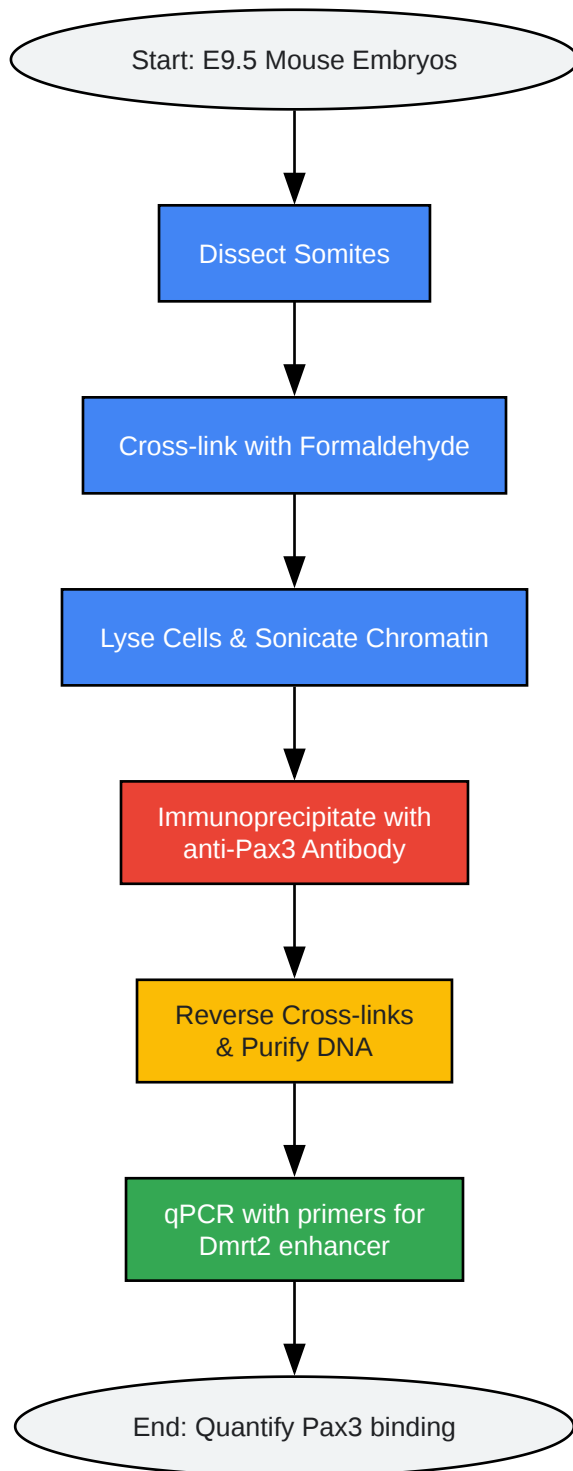 Start: E9.5 Mouse Embryos
Dissect Somites
Cross-link with Formaldehyde
Lyse Cells & Sonicate Chromatin
Immunoprecipitate with
anti-Pax3 Antibody
Reverse Cross-links
& Purify DNA
qPCR with primers for
Dmrt2 enhancer
End: Quantify Pax3 binding